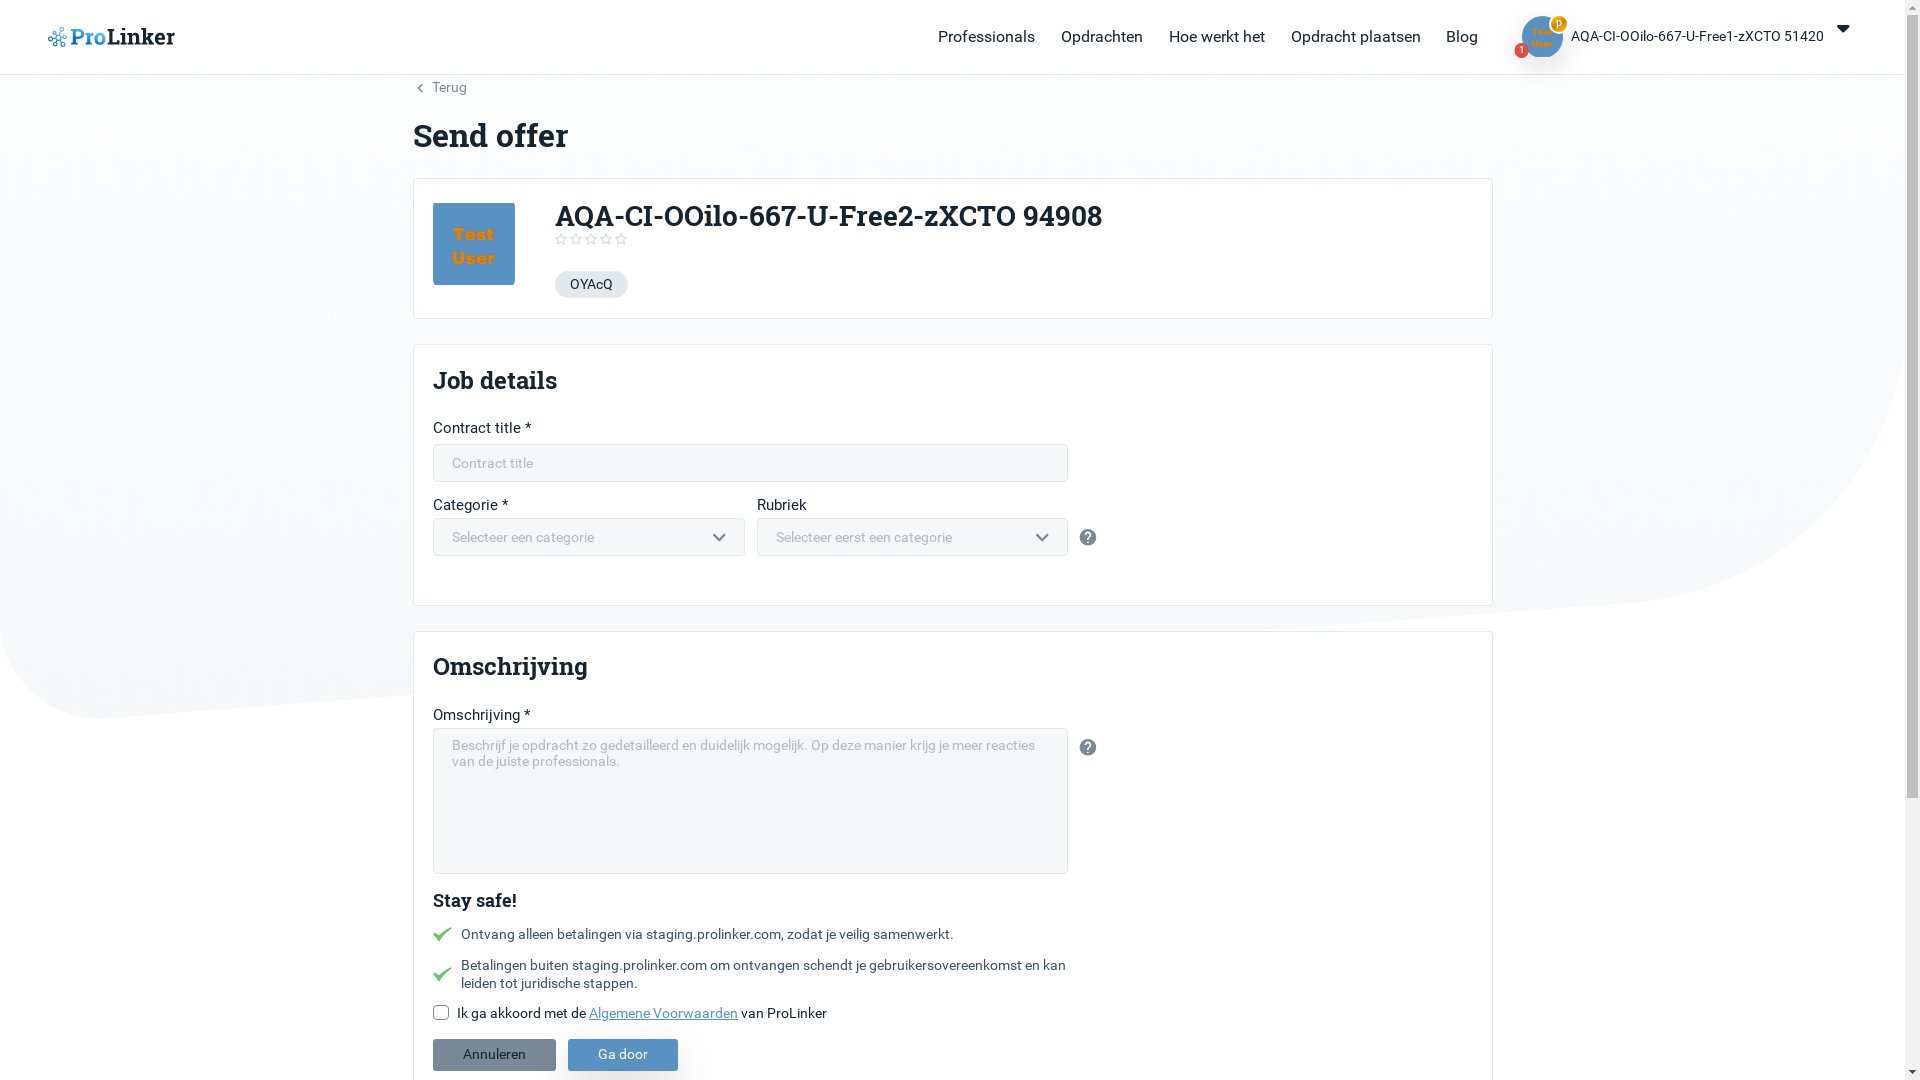 ProLinker
Professionals
Opdrachten
Hoe werkt het
Opdracht plaatsen
Blog
Test
User
p
1
AQA-CI-OOilo-667-U-Free1-zXCTO 51420
Terug
Send offer
Test
User
AQA-CI-OOilo-667-U-Free2-zXCTO 94908
OYAcQ
Job details
Contract title *
Contract title
Categorie *
Rubriek
Selecteer een categorie
Selecteer eerst een categorie
?
Omschrijving
Omschrijving *
Beschrijf je opdracht zo gedetailleerd en duidelijk mogelijk. Op deze manier krijg je meer reacties
van de juiste professionals.
?
Stay safe!
Ontvang alleen betalingen via staging.prolinker.com, zodat je veilig samenwerkt.
Betalingen buiten staging.prolinker.com om ontvangen schendt je gebruikersovereenkomst en kan
leiden tot juridische stappen.
Ik ga akkoord met de Algemene Voorwaarden van ProLinker
Annuleren
Ga door